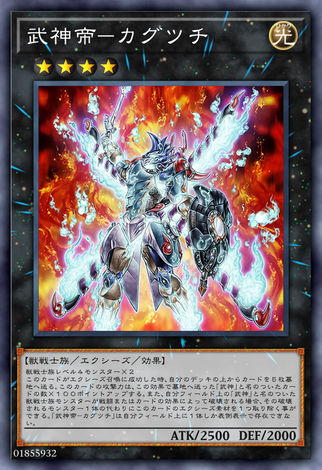 武神帝－カグツチ
光
【獣戦士族／エクシーズ／効果】
獣戦士族レベル４モンスター×２
このカードがエクシーズ召喚に成功した時、自分のデッキの上からカードを５枚墓
地へ送る。このカードの攻撃力は、この効果で墓地へ送った「武神」と名のついたカー
ドの数×１００ポイントアップする。また、自分フィールド上の「武神」と名のついた
獣戦士族モンスターが戦闘またはカードの効果によって破壊される場合、その破壊
されるモンスター１体の代わりにこのカードのエクシーズ素材を１つ取り除く事が
できる。「武神帝－カグツチ」は自分フィールド上に１体しか表側表示で存在できな
い。
ATK/2500 DEF/2000
01855932